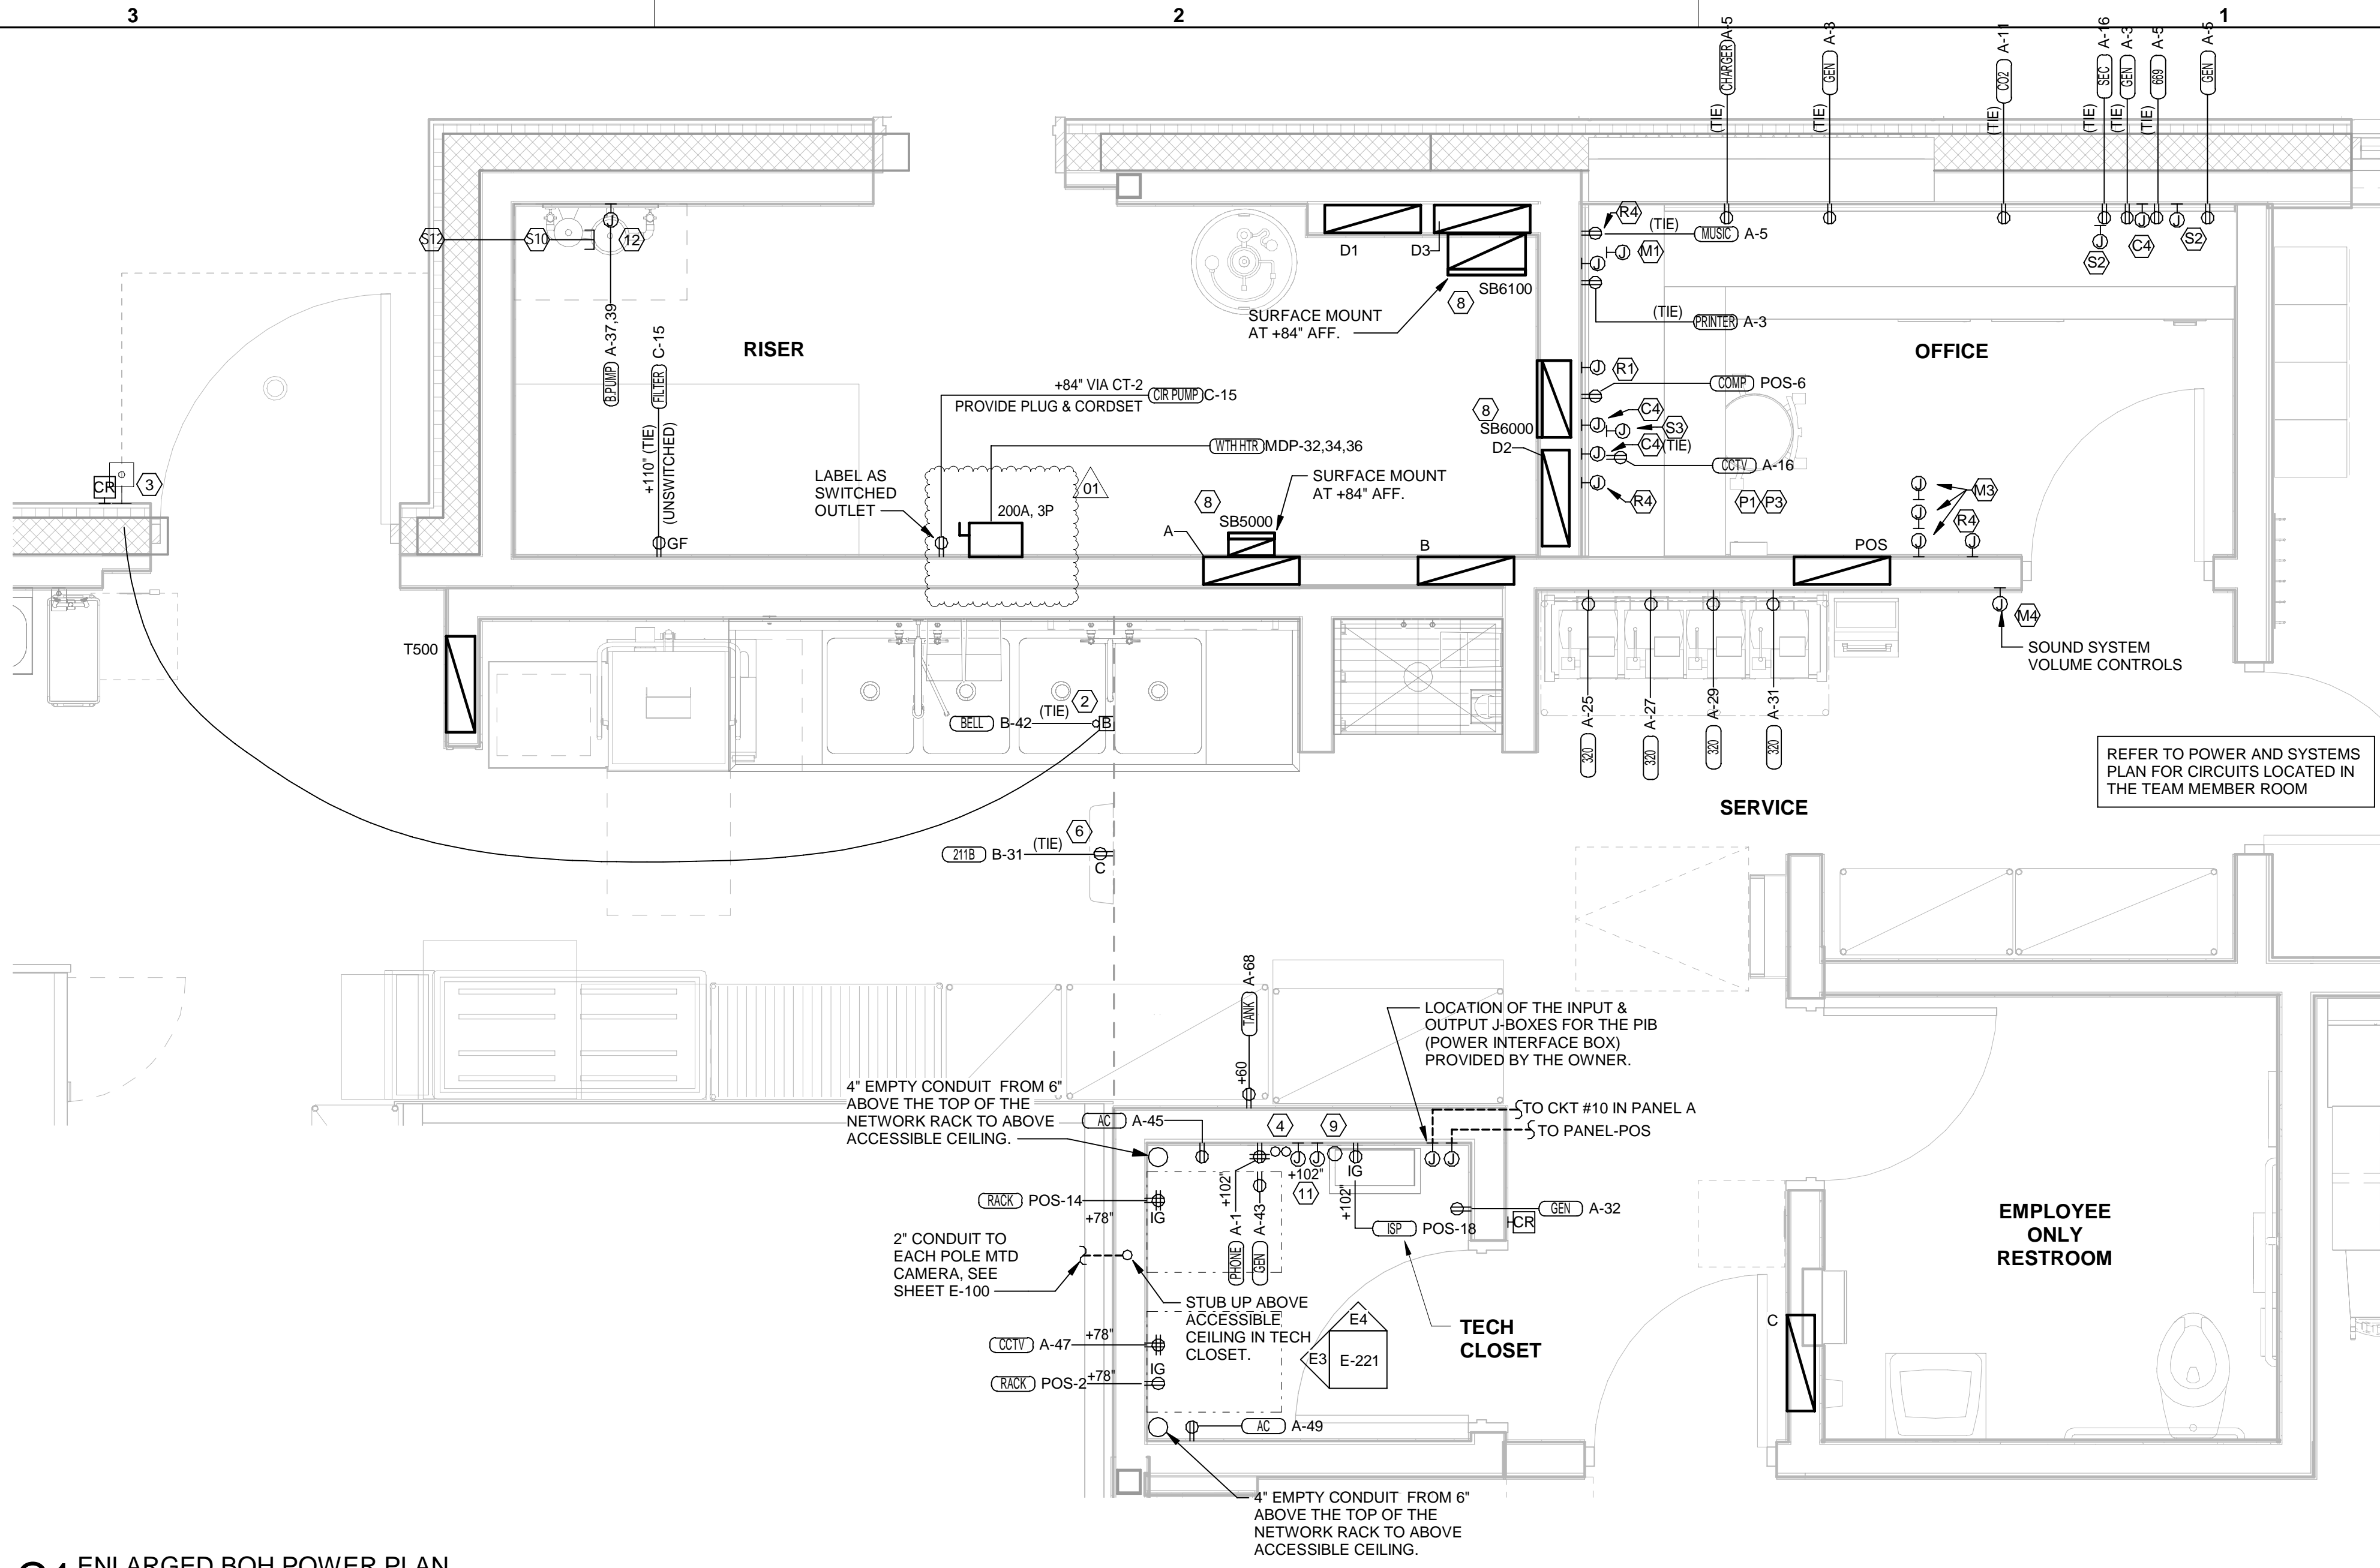 3
2
1
(TIE) CHARGER A-5
(TIE) GEN A-3
(TIE) CO2 A-11
(TIE) SEC A-16
(TIE) GEN A-3
(TIE) 669 A-5
GEN A-5
S12
S10
J
12
B.PUMP A-37,39
FILTER C-15
+110" (TIE)
(UNSWITCHED)
GF
RISER
D1
D3
SB6100
8
SURFACE MOUNT
AT +84" AFF.
+84" VIA CT-2
PROVIDE PLUG & CORDSET
CIR PUMP C-15
WTH HTR MDP-32,34,36
LABEL AS
SWITCHED
OUTLET
200A, 3P
01
8
SURFACE MOUNT
AT +84" AFF.
SB5000
A
B
8
SB6000
D2
R4
(TIE)
MUSIC A-5
J
M1
J
(TIE)
PRINTER A-3
J
R1
COMP POS-6
J
C4
J
S3
J
C4
(TIE)
CCTV A-16
J
R4
P1
P3
J
S2
J
C4
J
S2
OFFICE
J
J
J
M3
R4
J
POS
J
M4
SOUND SYSTEM
VOLUME CONTROLS
CR
3
T500
BELL B-42
(TIE)
2
B
320 A-25
320 A-27
320 A-29
320 A-31
REFER TO POWER AND SYSTEMS
PLAN FOR CIRCUITS LOCATED IN
THE TEAM MEMBER ROOM
SERVICE
211B B-31
(TIE)
6
C
TANK A-68
+60
LOCATION OF THE INPUT &
OUTPUT J-BOXES FOR THE PIB
(POWER INTERFACE BOX)
PROVIDED BY THE OWNER.
4" EMPTY CONDUIT FROM 6"
ABOVE THE TOP OF THE
NETWORK RACK TO ABOVE
ACCESSIBLE CEILING.
AC A-45
4
9
TO CKT #10 IN PANEL A
TO PANEL-POS
J
J
J
J
IG
+102"
11
+102"
+102"
PHONE A-1
GEN A-43
ISP POS-18
GEN A-32
CR
RACK POS-14
+78"
IG
2" CONDUIT TO
EACH POLE MTD
CAMERA, SEE
SHEET E-100
STUB UP ABOVE
ACCESSIBLE
CEILING IN TECH
CLOSET.
CCTV A-47
+78"
IG
RACK POS-2
+78"
E4
E3
E-221
TECH
CLOSET
EMPLOYEE
ONLY
RESTROOM
C
AC A-49
4" EMPTY CONDUIT FROM 6"
ABOVE THE TOP OF THE
NETWORK RACK TO ABOVE
ACCESSIBLE CEILING.
ENLARGED BOH POWER PLAN